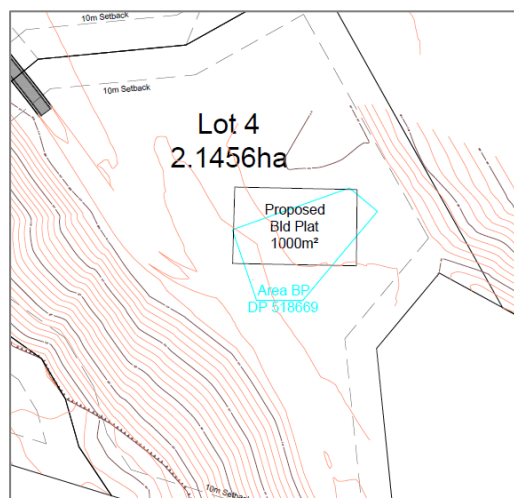 10m Setback
10m Setback
Lot 4
2.1456ha
Proposed
Bld Plat
1000m²
Area BP
DP 518669
10m Setback